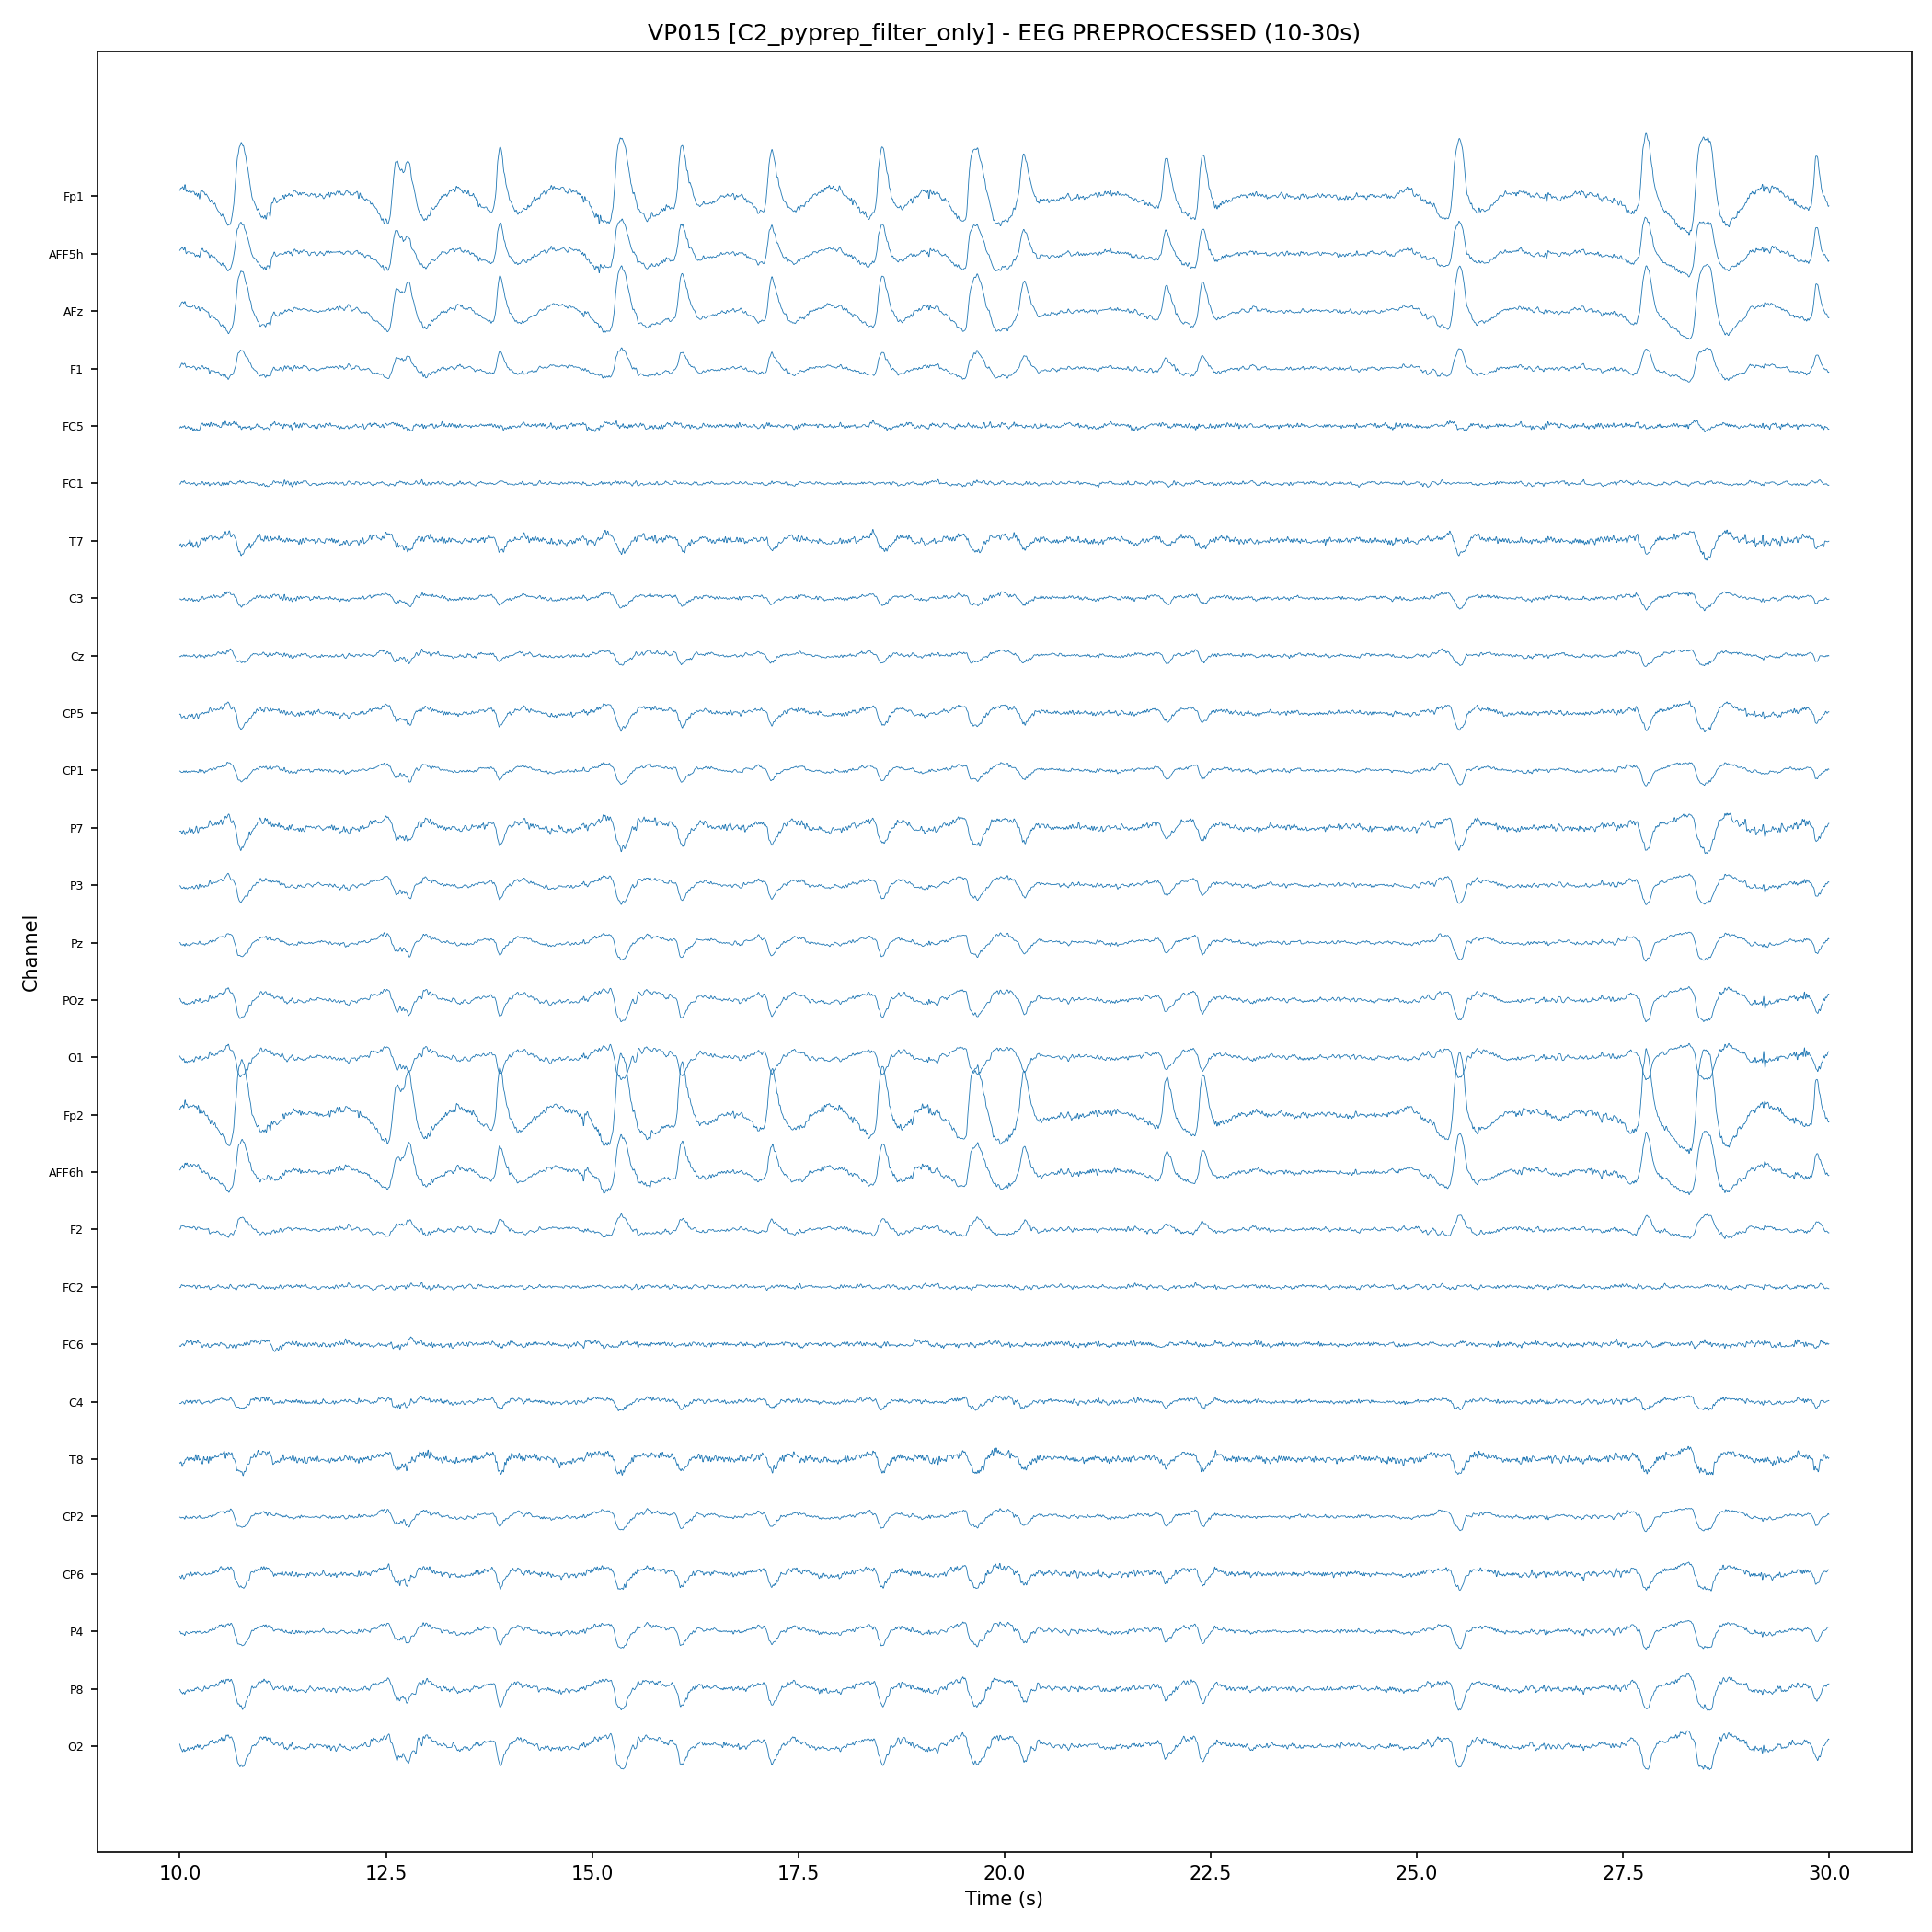 VP015 [C2_pyprep_filter_only] - EEG PREPROCESSED (10-30s)
Channel
Fp1
AFF5h
AFz
F1
FC5
FC1
T7
C3
Cz
CP5
CP1
P7
P3
Pz
POz
O1
Fp2
AFF6h
F2
FC2
FC6
C4
T8
CP2
CP6
P4
P8
O2
10.0 12.5 15.0 17.5 20.0 22.5 25.0 27.5 30.0
Time (s)